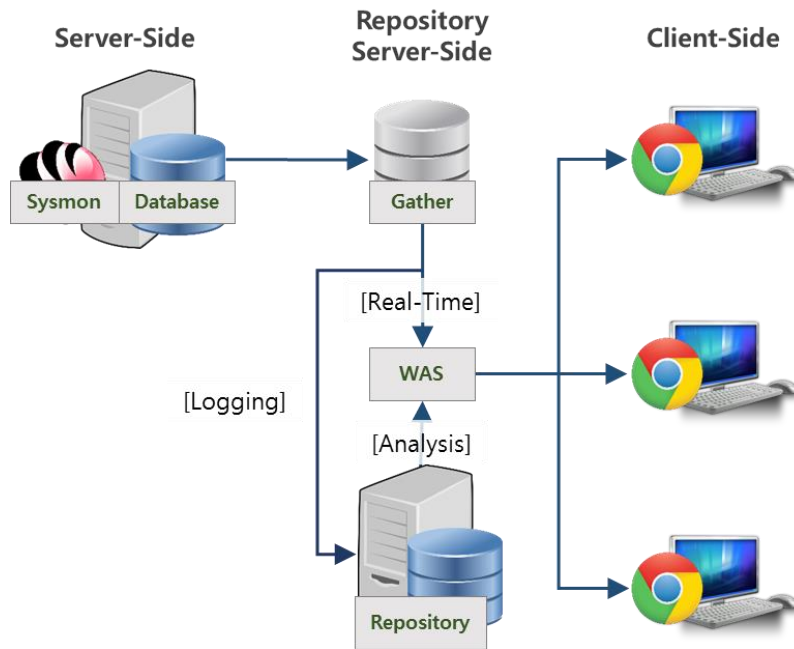 Server-Side
Repository
Server-Side
Client-Side
Sysmon
Database
Gather
[Real-Time]
WAS
[Logging]
[Analysis]
Repository